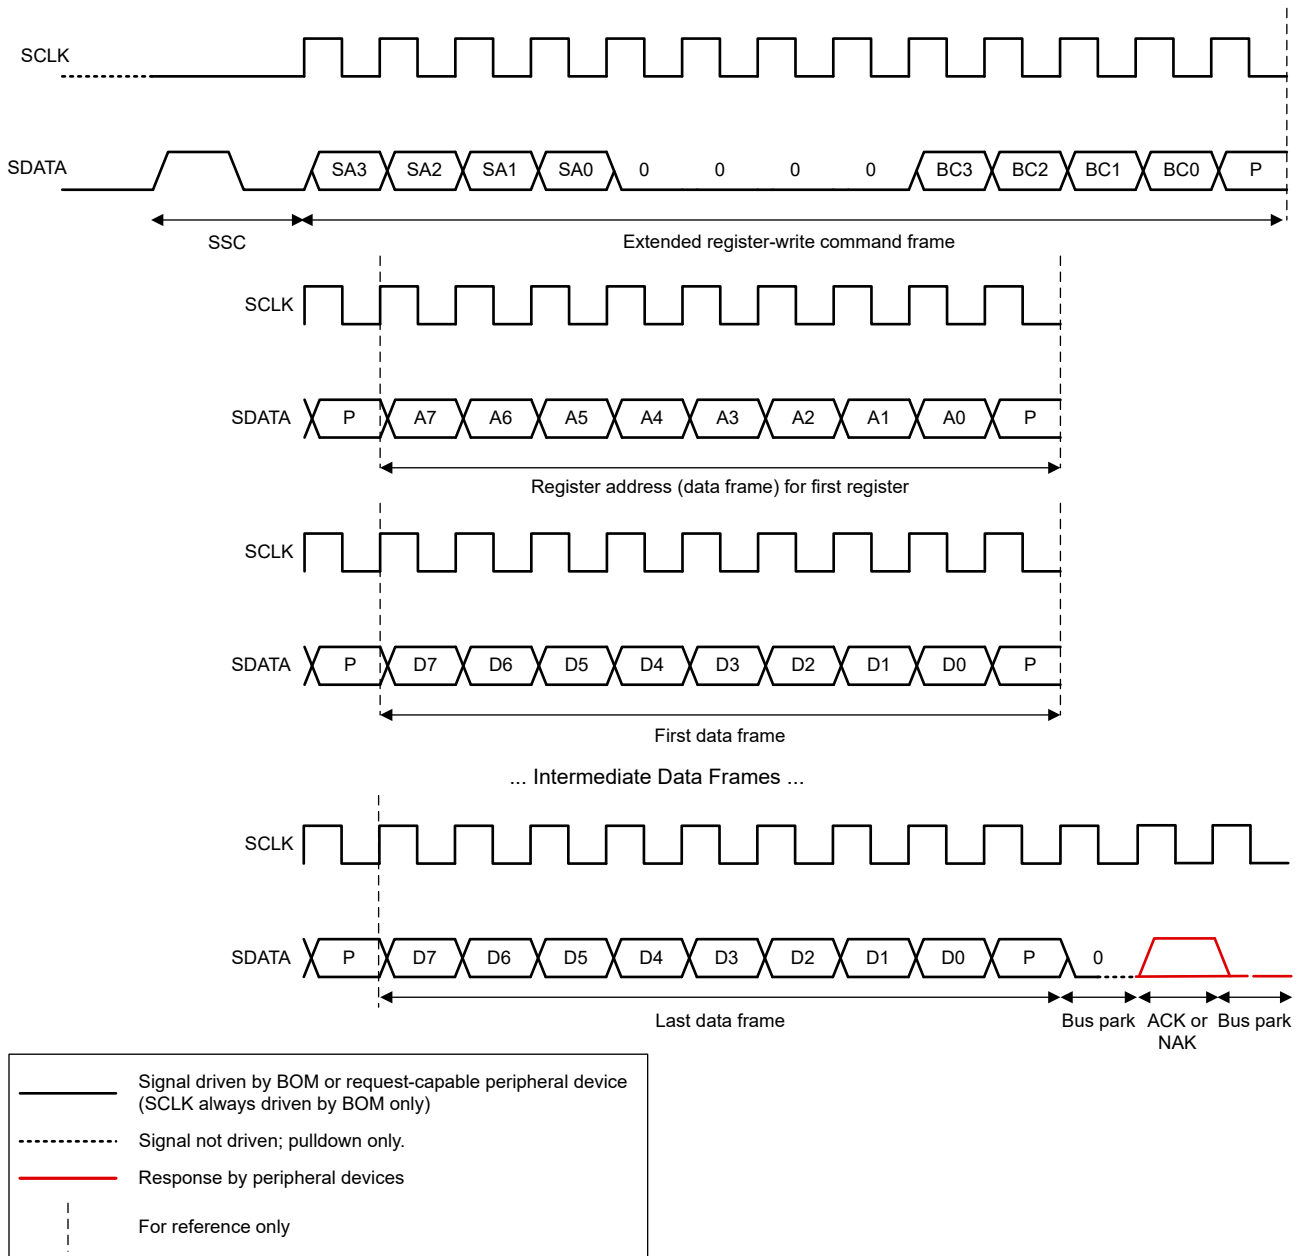 SCLK
SDATA
SA3 SA2 SA1 SA0 0 0 0 0 BC3 BC2 BC1 BC0 P
SSC
Extended register-write command frame
SCLK
SDATA
P A7 A6 A5 A4 A3 A2 A1 A0 P
Register address (data frame) for first register
SCLK
SDATA
P D7 D6 D5 D4 D3 D2 D1 D0 P
First data frame
... Intermediate Data Frames ...
SCLK
SDATA
P D7 D6 D5 D4 D3 D2 D1 D0 P 0
Last data frame
Bus park
ACK or
NAK
Bus park
Signal driven by BOM or request-capable peripheral device
(SCLK always driven by BOM only)
Signal not driven; pulldown only.
Response by peripheral devices
For reference only